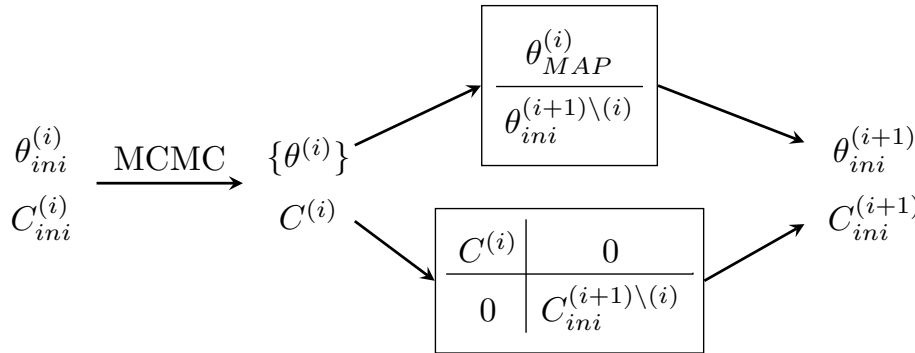 θ_{MAP}^{(i)}
θ_{ini}^{(i+1)\(i)}
θ_{ini}^{(i)} MCMC {θ^{(i)}} θ_{ini}^{(i+1)}
C_{ini}^{(i)} C^{(i)} C_{ini}^{(i+1)}
C^{(i)} 0
0 C_{ini}^{(i+1)\(i)}